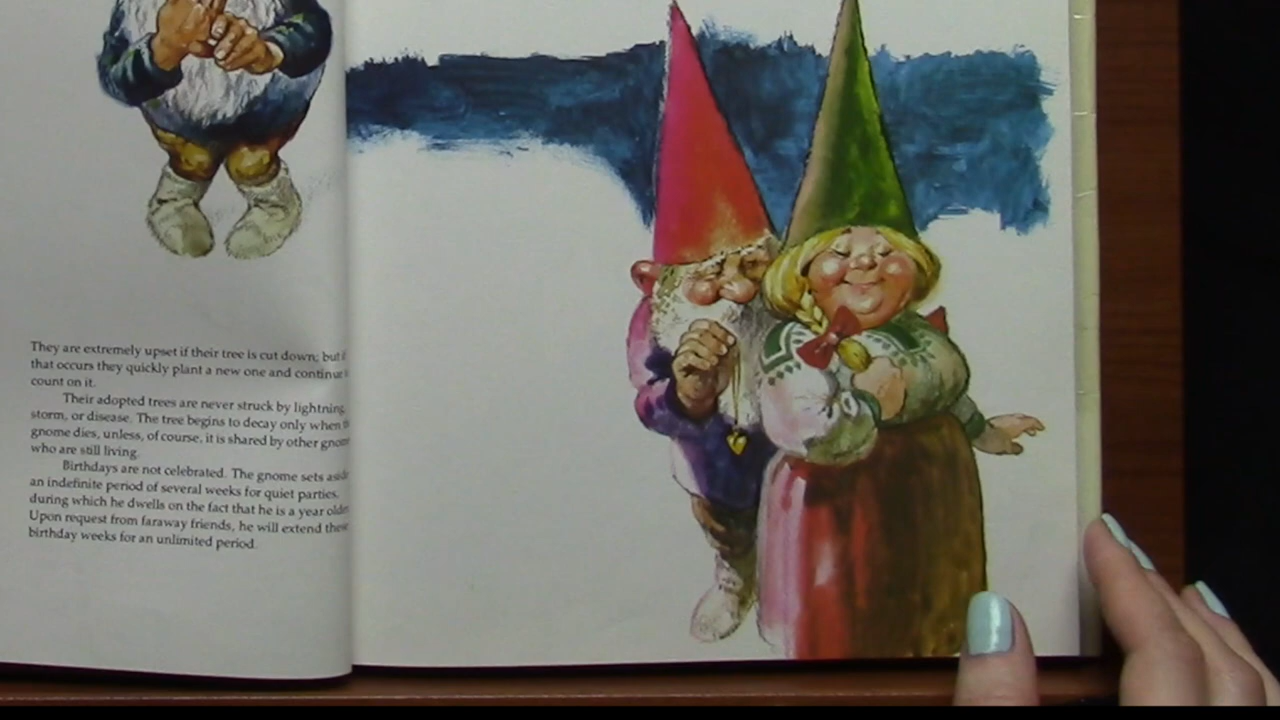 They are extremely upset if their tree is cut down; but if
that occurs they quickly plant a new one and continue
count on it.
Their adopted trees are never struck by lightning,
storm, or disease. The tree begins to decay only when
gnome dies, unless, of course, it is shared by other gnomes
who are still living.
Birthdays are not celebrated. The gnome sets aside
an indefinite period of several weeks for quiet parties,
during which he dwells on the fact that he is a year older.
Upon request from faraway friends, he will extend these
birthday weeks for an unlimited period.